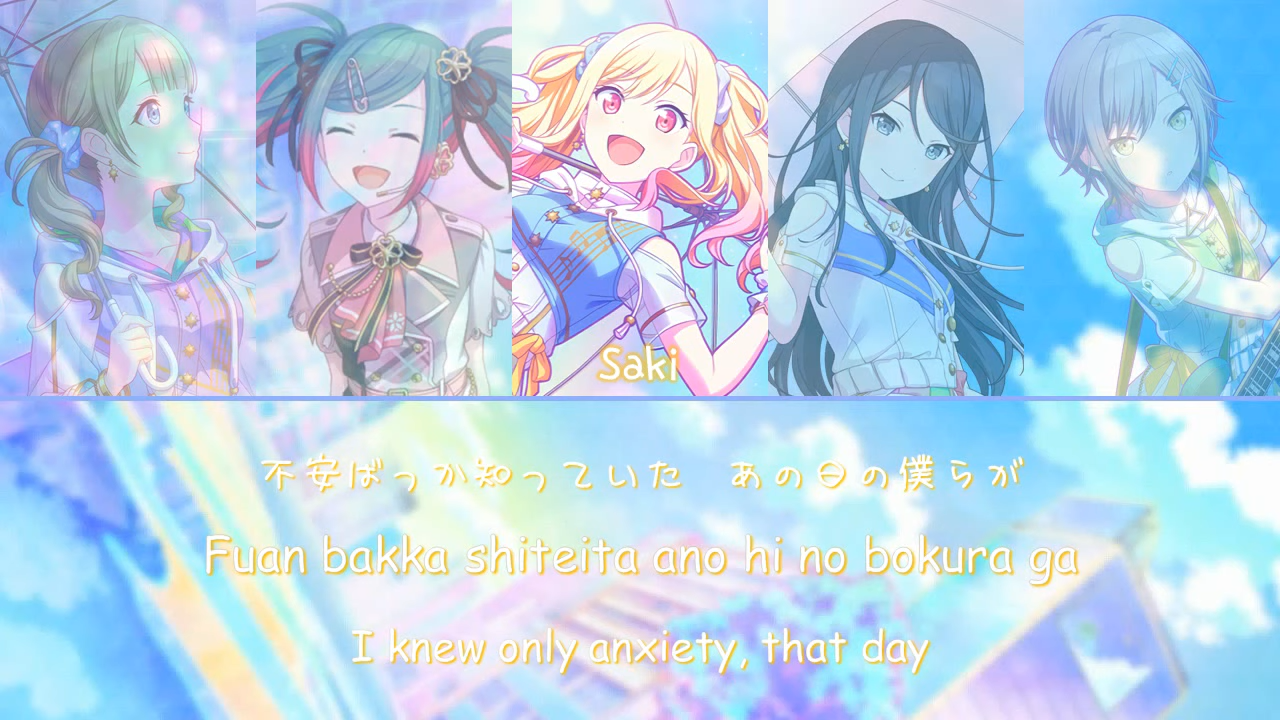 Saki
不安ばっか知っていた　あの日の僕らが
Fuan bakka shiteita ano hi no bokura ga
I knew only anxiety, that day